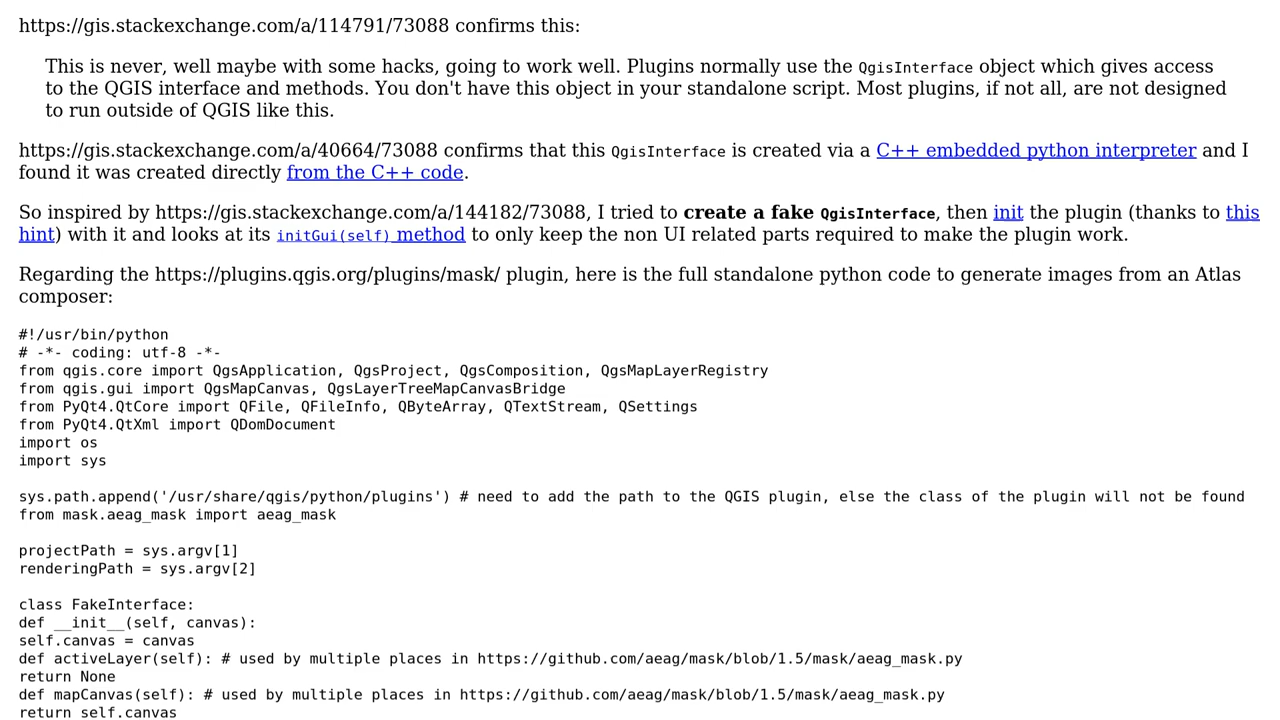 https://gis.stackexchange.com/a/114791/73088 confirms this:
This is never, well maybe with some hacks, going to work well. Plugins normally use the QgisInterface object which gives access
to the QGIS interface and methods. You don't have this object in your standalone script. Most plugins, if not all, are not designed
to run outside of QGIS like this.
https://gis.stackexchange.com/a/40664/73088 confirms that this QgisInterface is created via a C++ embedded python interpreter and I
found it was created directly from the C++ code.
So inspired by https://gis.stackexchange.com/a/144182/73088, I tried to create a fake QgisInterface, then init the plugin (thanks to this
hint) with it and looks at its initGui(self) method to only keep the non UI related parts required to make the plugin work.
Regarding the https://plugins.qgis.org/plugins/mask/ plugin, here is the full standalone python code to generate images from an Atlas
composer:
#!/usr/bin/python
# -*- coding: utf-8 -*-
from qgis.core import QgsApplication, QgsProject, QgsComposition, QgsMapLayerRegistry
from qgis.gui import QgsMapCanvas, QgsLayerTreeMapCanvasBridge
from PyQt4.QtCore import QFile, QFileInfo, QByteArray, QTextStream, QSettings
from PyQt4.QtXml import QDomDocument
import os
import sys
sys.path.append('/usr/share/qgis/python/plugins') # need to add the path to the QGIS plugin, else the class of the plugin will not be found
from mask.aeag_mask import aeag_mask
projectPath = sys.argv[1]
renderingPath = sys.argv[2]
class FakeInterface:
def __init__(self, canvas):
self.canvas = canvas
def activeLayer(self): # used by multiple places in https://github.com/aeag/mask/blob/1.5/mask/aeag_mask.py
return None
def mapCanvas(self): # used by multiple places in https://github.com/aeag/mask/blob/1.5/mask/aeag_mask.py
return self.canvas